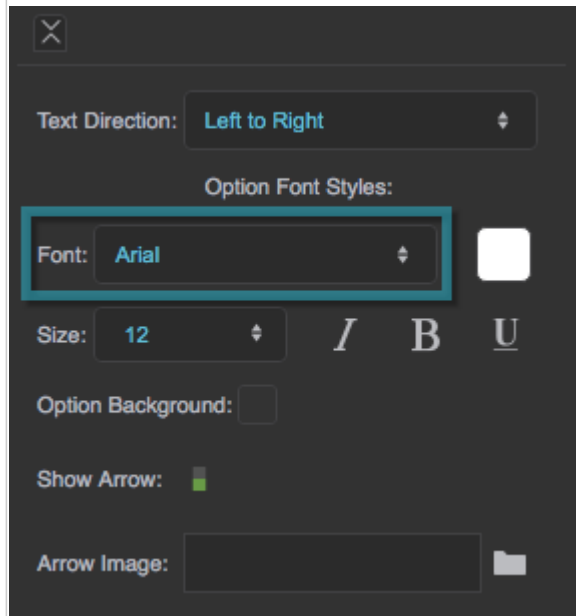 Text Direction: Left to Right
Option Font Styles:
Font: Arial
Size: 12 I B U
Option Background:
Show Arrow:
Arrow Image: